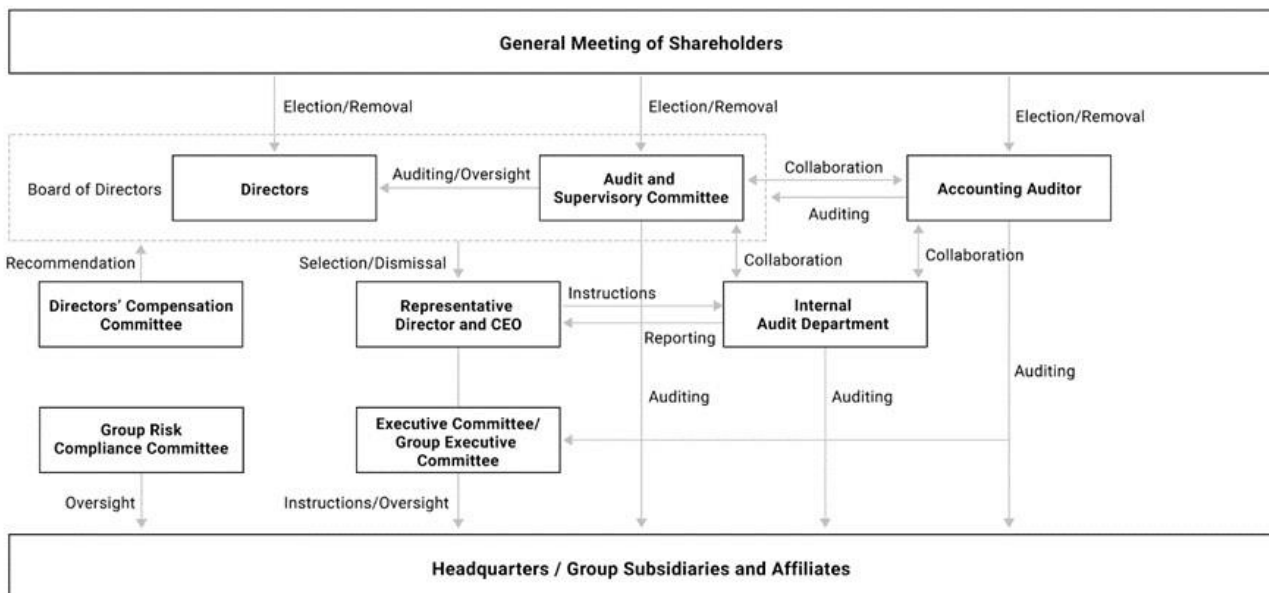 General Meeting of Shareholders
Election/Removal
Election/Removal
Election/Removal
Board of Directors
Directors
Auditing/Oversight
Audit and
Supervisory Committee
Collaboration
Auditing
Accounting Auditor
Recommendation
Selection/Dismissal
Collaboration
Collaboration
Directors' Compensation
Committee
Representative
Director and CEO
Instructions
Reporting
Internal
Audit Department
Auditing
Auditing
Auditing
Group Risk
Compliance Committee
Executive Committee/
Group Executive
Committee
Oversight
Instructions/Oversight
Headquarters / Group Subsidiaries and Affiliates